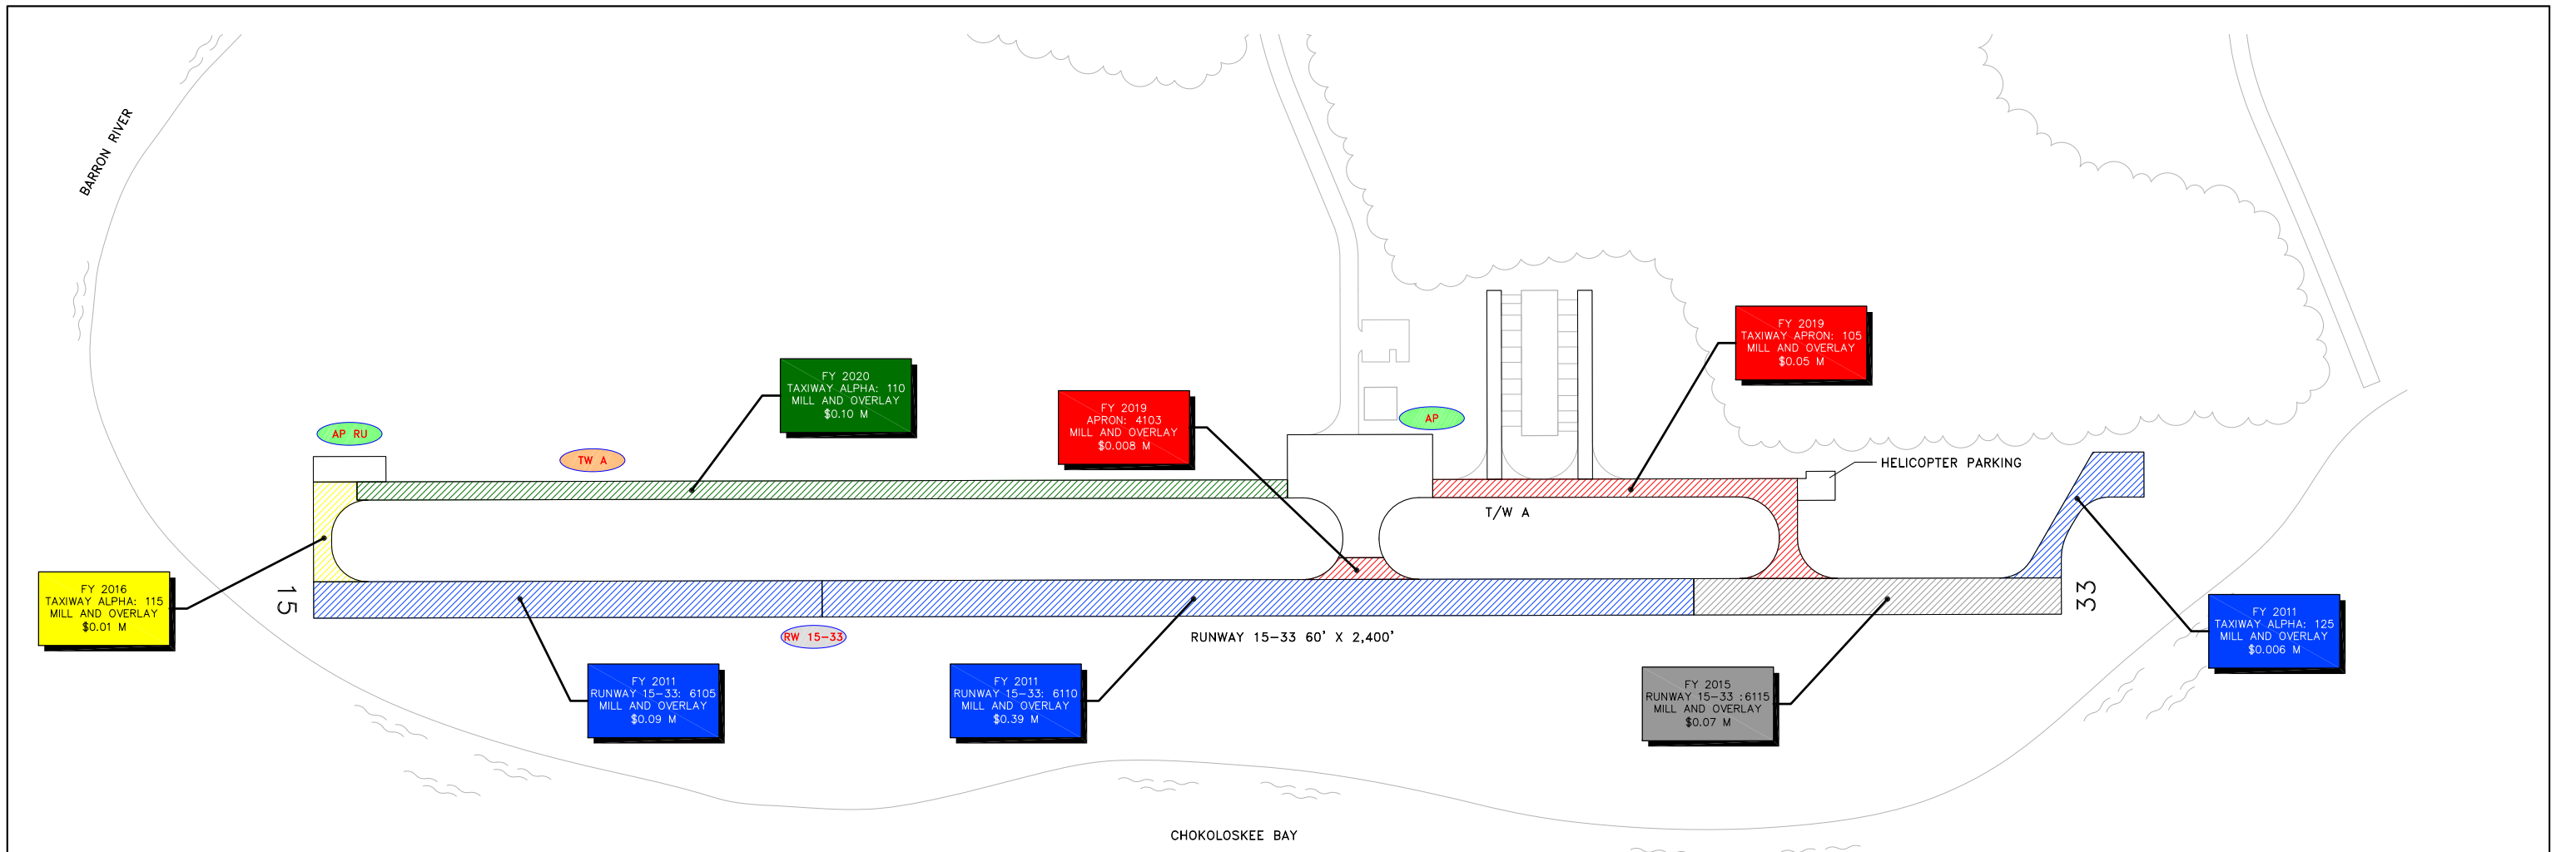 BARRON RIVER
FY 2019
TAXIWAY APRON: 105
MILL AND OVERLAY
$0.05 M
FY 2020
TAXIWAY ALPHA: 110
MILL AND OVERLAY
$0.10 M
FY 2019
APRON: 4103
MILL AND OVERLAY
$0.008 M
AP
AP RU
TW A
HELICOPTER PARKING
T/W A
FY 2016
TAXIWAY ALPHA: 115
MILL AND OVERLAY
$0.01 M
15
33
FY 2011
TAXIWAY ALPHA: 125
MILL AND OVERLAY
$0.006 M
RW 15-33
RUNWAY 15-33 60' X 2,400'
FY 2011
RUNWAY 15-33: 6105
MILL AND OVERLAY
$0.09 M
FY 2011
RUNWAY 15-33: 6110
MILL AND OVERLAY
$0.39 M
FY 2015
RUNWAY 15-33 :6115
MILL AND OVERLAY
$0.07 M
CHOKOLOSKEE BAY